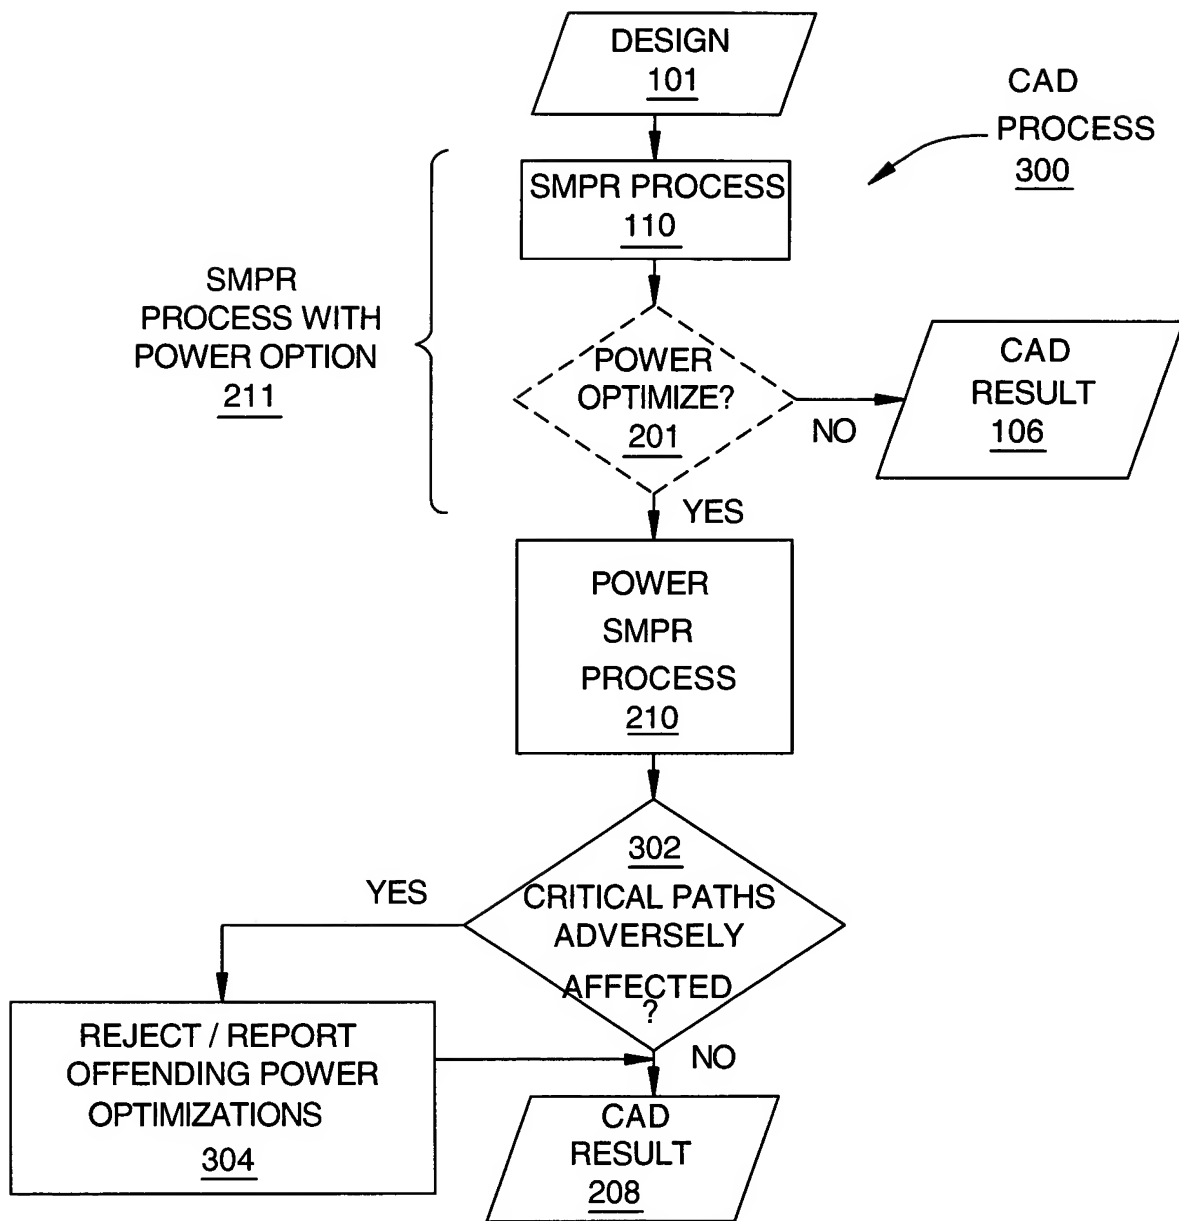 DESIGN
101
CAD
PROCESS
300
SMPR PROCESS
110
SMPR
PROCESS WITH
POWER OPTION
211
POWER
OPTIMIZE?
201
NO
CAD
RESULT
106
YES
POWER
SMPR
PROCESS
210
302
CRITICAL PATHS
ADVERSELY
AFFECTED
?
YES
NO
REJECT / REPORT
OFFENDING POWER
OPTIMIZATIONS
304
CAD
RESULT
208